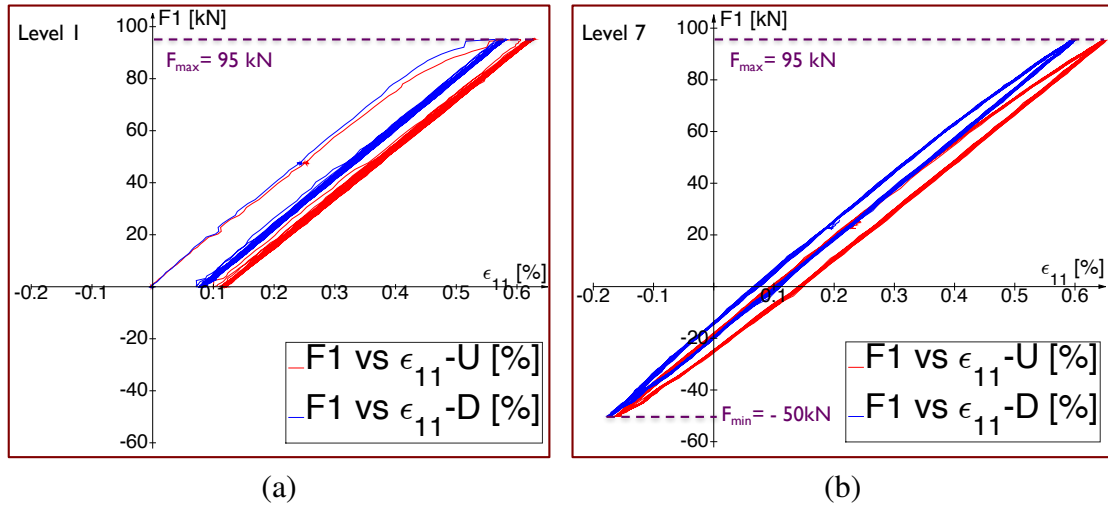 Level 1
F1 [kN]
100
80
60
40
20
0
-20
-40
-60
-0.2
-0.1
0.1
0.2
0.3
0.4
0.5
0.6
ϵ11 [%]
Fmax= 95 kN
F1 vs ϵ11-U [%]
F1 vs ϵ11-D [%]
(a)
Level 7
F1 [kN]
100
80
60
40
20
0
-20
-40
-60
-0.2
-0.1
0.1
0.2
0.3
0.4
0.5
0.6
ϵ11 [%]
Fmax= 95 kN
Fmin= - 50kN
F1 vs ϵ11-U [%]
F1 vs ϵ11-D [%]
(b)